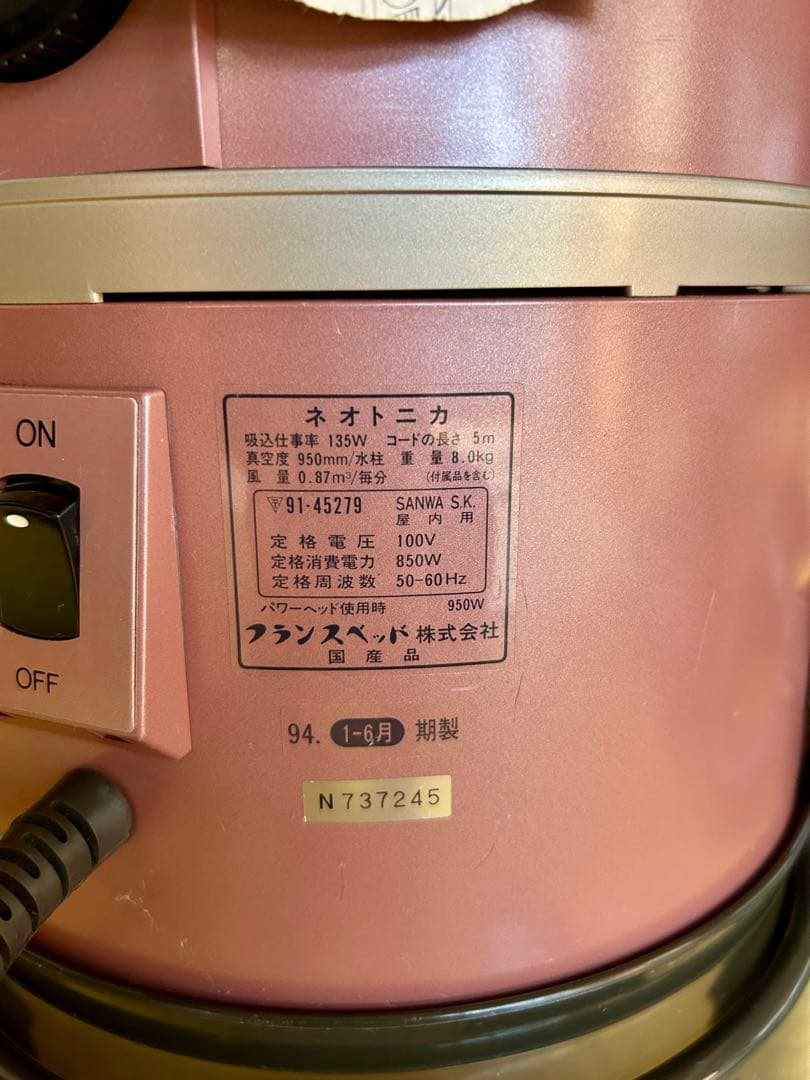 ネオトニカ
吸込仕事率 135W コードの長さ 5m
真空度 950mm/水柱 重量 8.0kg
風量 0.87m³/毎分 (付属品を含む)
〒91-45279 SANWA S.K.
屋内用
定格電圧 100V
定格消費電力 850W
定格周波数 50-60Hz
パワーヘッド使用時 950W
フランスベッド株式会社
国産品
ON
OFF
94. 1-6月 期製
N737245